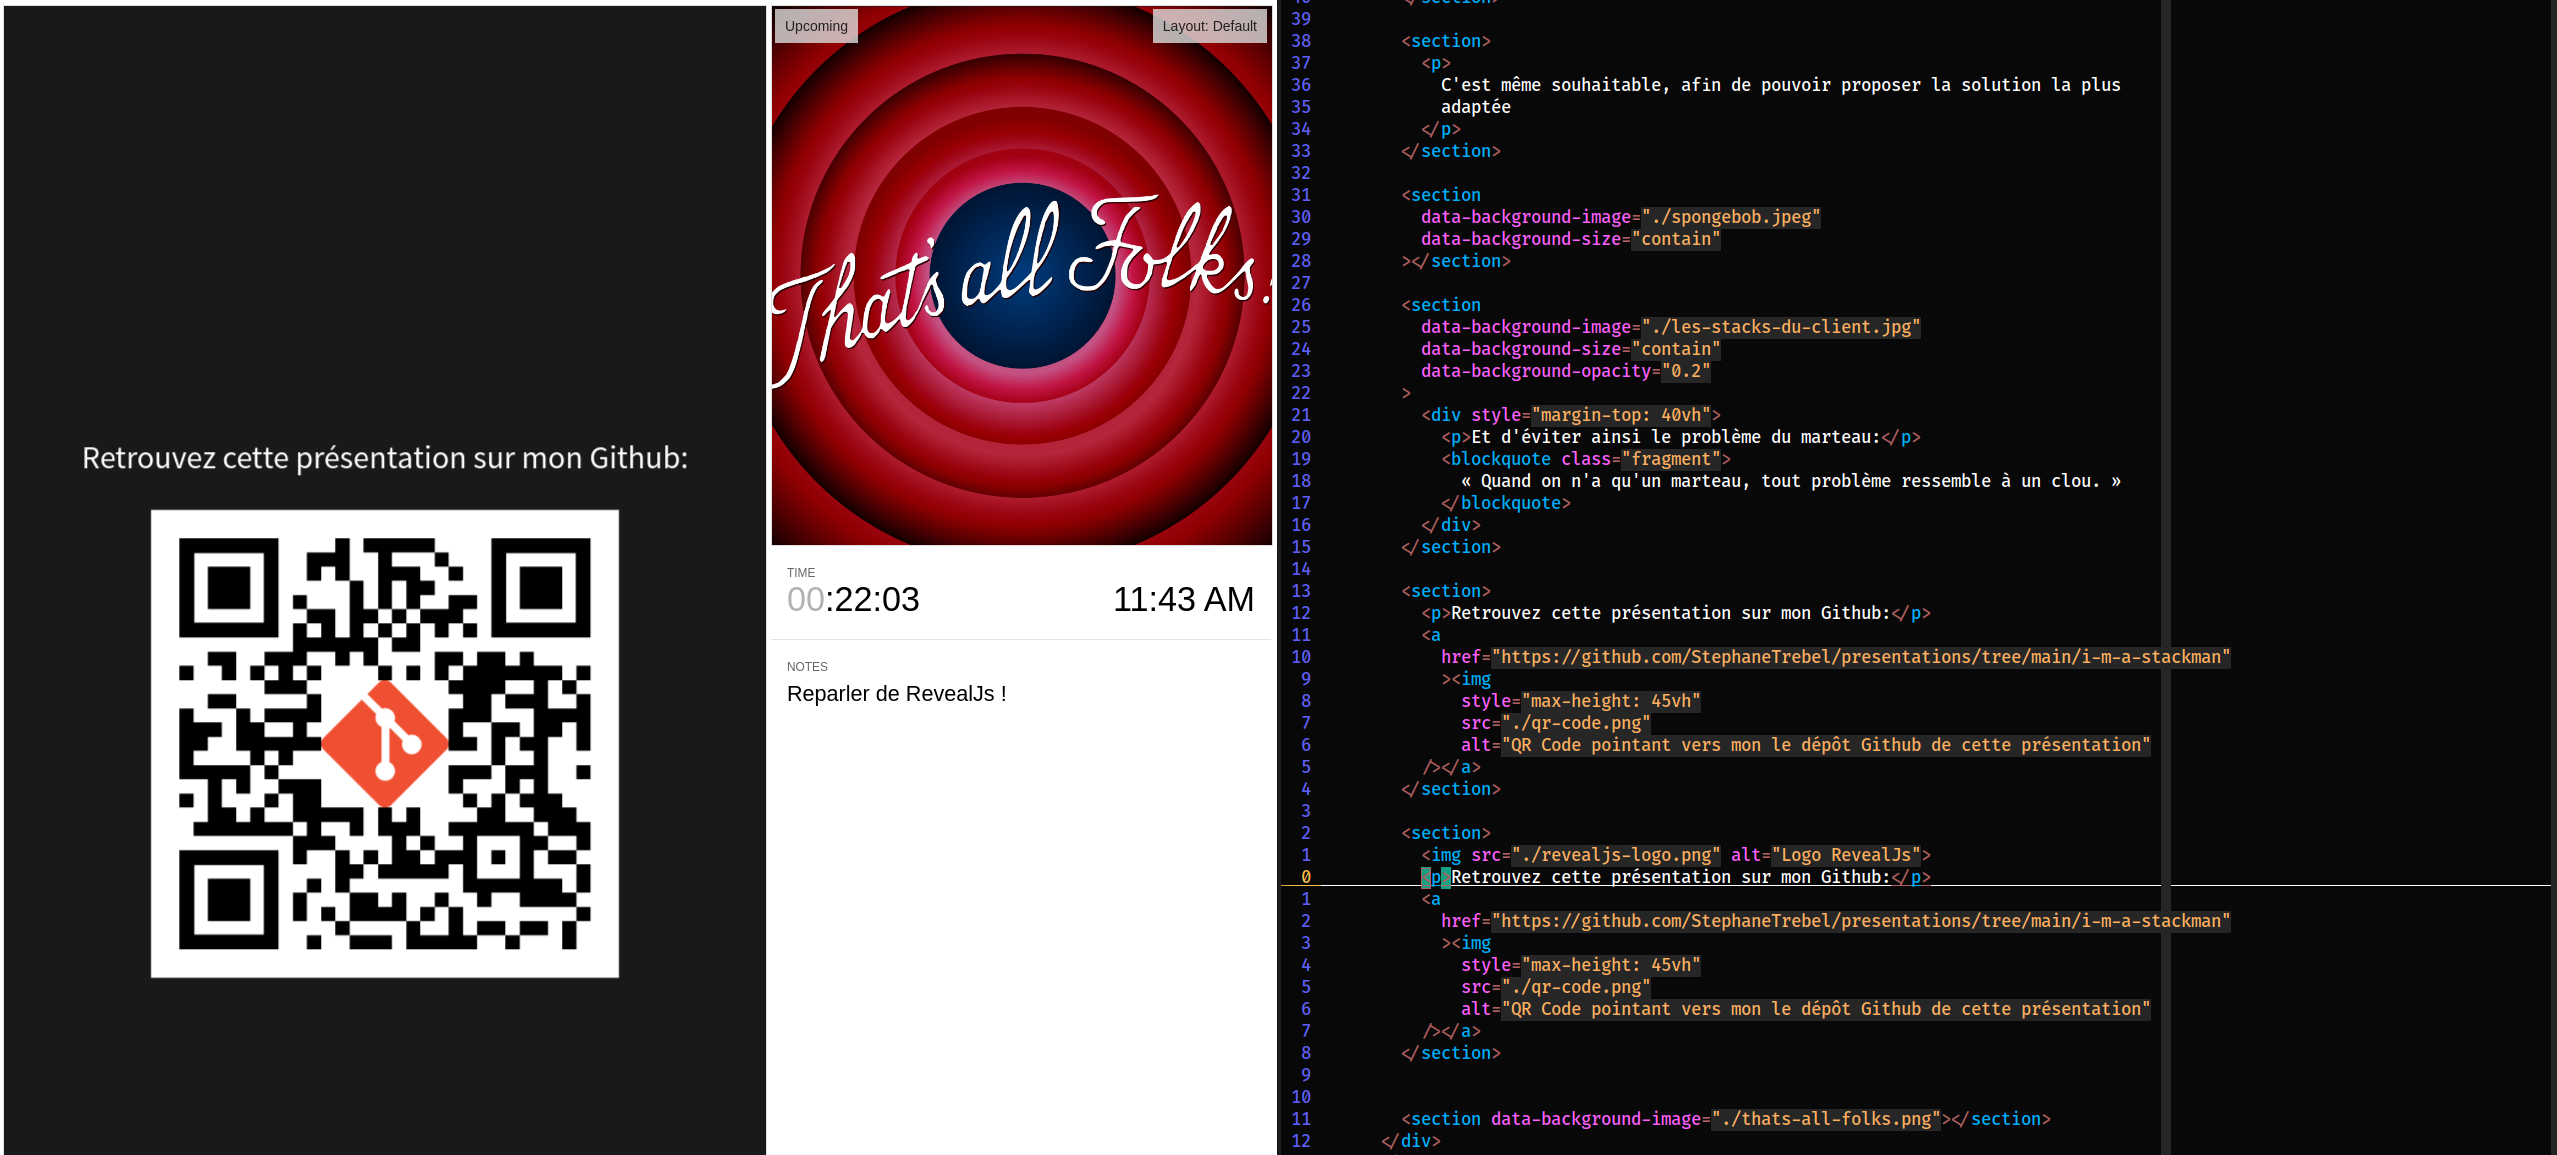 Retrouvez cette présentation sur mon Github:
Upcoming
Layout: Default
That's all Folks!
TIME
00:22:03
11:43 AM
NOTES
Reparler de RevealJs !
39
38 <section>
37 <p>
36 C'est même souhaitable, afin de pouvoir proposer la solution la plus
35 adaptée
34 </p>
33 </section>
32
31 <section
30 data-background-image="./spongebob.jpeg"
29 data-background-size="contain"
28 ></section>
27
26 <section
25 data-background-image="./les-stacks-du-client.jpg"
24 data-background-size="contain"
23 data-background-opacity="0.2"
22 >
21 <div style="margin-top: 40vh">
20 <p>Et d'éviter ainsi le problème du marteau:</p>
19 <blockquote class="fragment">
18 « Quand on n'a qu'un marteau, tout problème ressemble à un clou. »
17 </blockquote>
16 </div>
15 </section>
14
13 <section>
12 <p>Retrouvez cette présentation sur mon Github:</p>
11 <a
10 href="https://github.com/StephaneTrebel/presentations/tree/main/i-m-a-stackman"
9 ><img
8 style="max-height: 45vh"
7 src="./qr-code.png"
6 alt="QR Code pointant vers mon le dépôt Github de cette présentation"
5 /></a>
4 </section>
3
2 <section>
1 <img src="./revealjs-logo.png" alt="Logo RevealJs">
0 <p>Retrouvez cette présentation sur mon Github:</p>
1 <a
2 href="https://github.com/StephaneTrebel/presentations/tree/main/i-m-a-stackman"
3 ><img
4 style="max-height: 45vh"
5 src="./qr-code.png"
6 alt="QR Code pointant vers mon le dépôt Github de cette présentation"
7 /></a>
8 </section>
9
10
11 <section data-background-image="./thats-all-folks.png"></section>
12 </div>